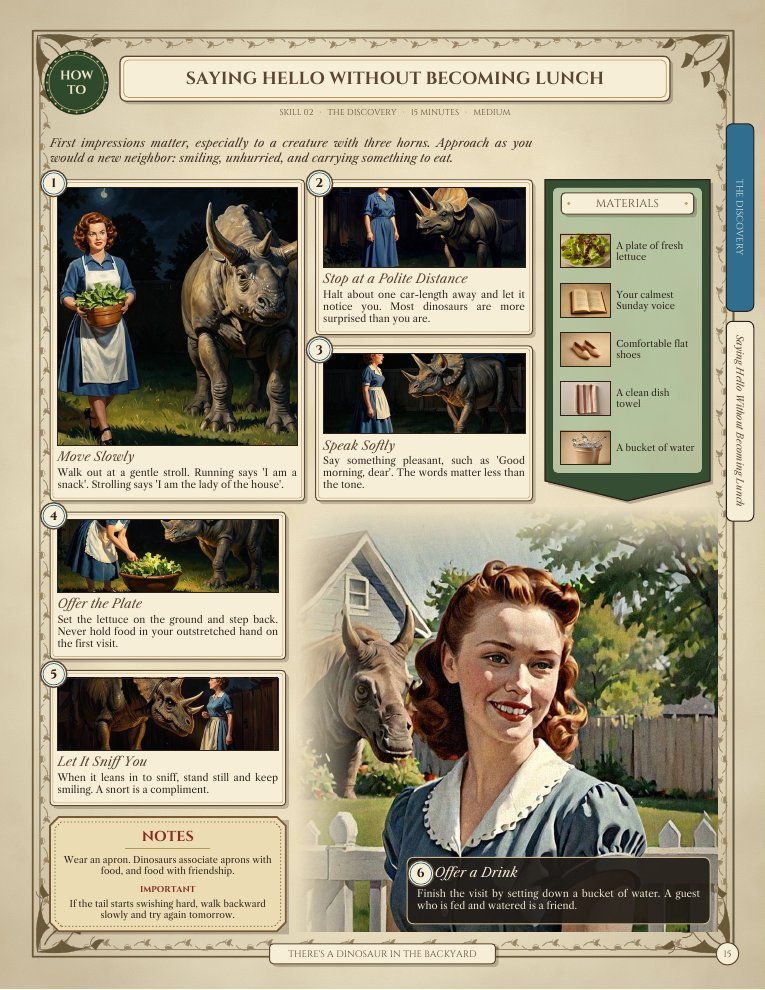 HOW
TO
SAYING HELLO WITHOUT BECOMING LUNCH
SKILL 02 · THE DISCOVERY · 15 MINUTES · MEDIUM
First impressions matter, especially to a creature with three horns. Approach as you
would a new neighbor: smiling, unhurried, and carrying something to eat.
1
Move Slowly
Walk out at a gentle stroll. Running says 'I am a
snack'. Strolling says 'I am the lady of the house'.
2
Stop at a Polite Distance
Halt about one car-length away and let it
notice you. Most dinosaurs are more
surprised than you are.
3
Speak Softly
Say something pleasant, such as 'Good
morning, dear'. The words matter less than
the tone.
MATERIALS
A plate of fresh
lettuce
Your calmest
Sunday voice
Comfortable flat
shoes
A clean dish
towel
A bucket of water
THE DISCOVERY
Saying Hello Without Becoming Lunch
4
Offer the Plate
Set the lettuce on the ground and step back.
Never hold food in your outstretched hand on
the first visit.
5
Let It Sniff You
When it leans in to sniff, stand still and keep
smiling. A snort is a compliment.
NOTES
Wear an apron. Dinosaurs associate aprons with
food, and food with friendship.
IMPORTANT
If the tail starts swishing hard, walk backward
slowly and try again tomorrow.
6
Offer a Drink
Finish the visit by setting down a bucket of water. A guest
who is fed and watered is a friend.
THERE'S A DINOSAUR IN THE BACKYARD
15